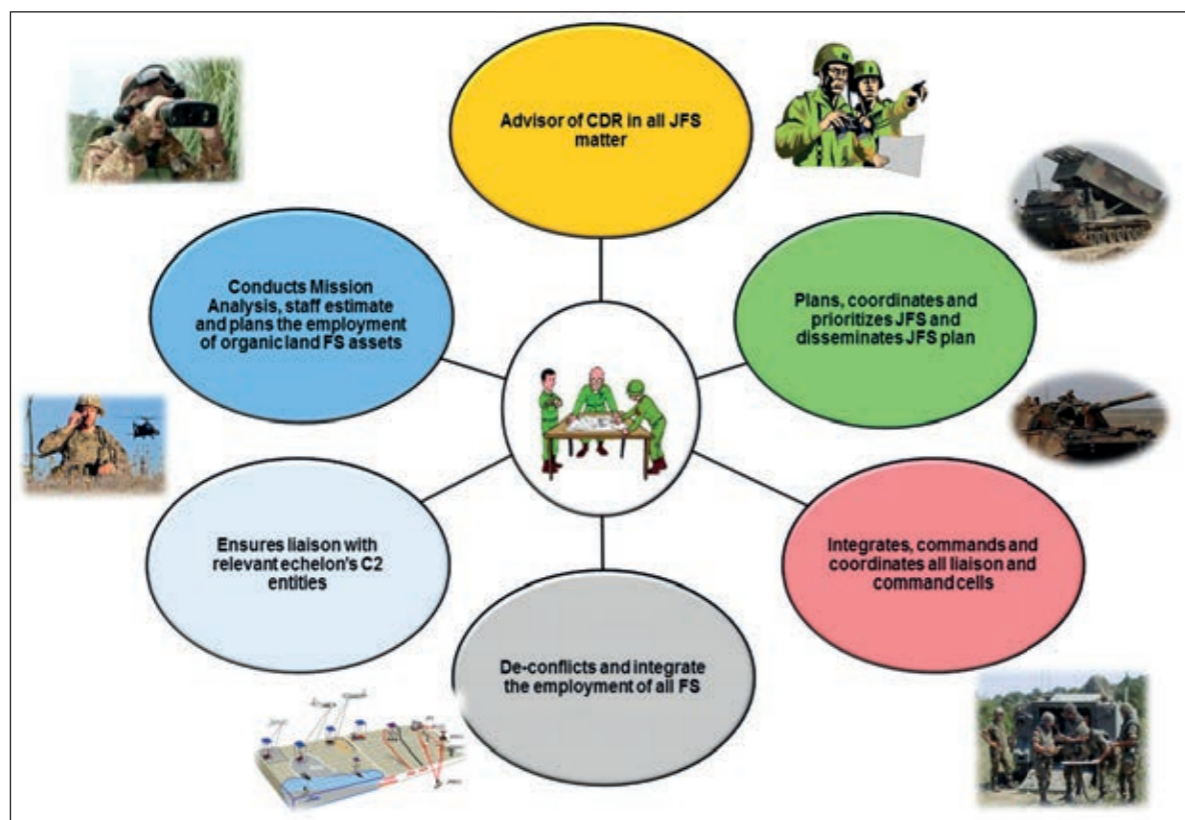 Advisor of CDR in all JFS
matter
Conducts Mission
Analysis, staff estimate
and plans the employment
of organic land FS assets
Plans, coordinates and
prioritizes JFS and
disseminates JFS plan
Ensures liaison with
relevant echelon's C2
entities
Integrates, commands and
coordinates all liaison and
command cells
De-conflicts and integrate
the employment of all FS